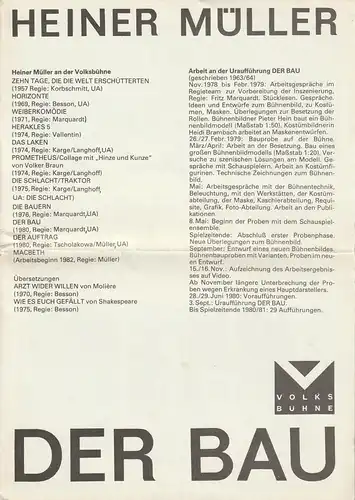 HEINER MÜLLER
Heiner Müller an der Volksbühne
ZEHN TAGE, DIE DIE WELT ERSCHÜTTERTEN
(1957 Regie: Korbschmitt, UA)
HORIZONTE
(1969, Regie: Besson, UA)
WEIBERKOMÖDIE
(1971, Regie: Marquardt)
HERAKLES 5
(1974, Regie: Vallentin)
DAS LAKEN
(1974, Regie: Karge/Langhoff,UA)
PROMETHEUS/Collage mit „Hinze und Kunze“
von Volker Braun
(1974, Regie: Karge/Langhoff)
DIE SCHLACHT/TRAKTOR
(1975, Regie: Karge/Langhoff,
UA: DIE SCHLACHT)
DIE BAUERN
(1976, Regie: Marquardt,UA)
DER BAU
(1980, Regie: Marquardt,UA)
DER AUFTRAG
(1980, Regie: Tscholakowa/Müller,UA)
MACBETH
(Arbeitsbeginn 1982, Regie: Müller)
Übersetzungen
ARZT WIDER WILLEN von Molière
(1970, Regie: Besson)
WIE ES EUCH GEFÄLLT von Shakespeare
(1975, Regie: Besson)
Arbeit an der Uraufführung DER BAU
(geschrieben 1963/64)
Nov.1978 bis Febr.1979: Arbeitsgespräche im
Regieteam zur Vorbereitung der Inszenierung,
Regie: Fritz Marquardt. Stücklesen. Gespräche.
Ideen und Entwürfe zum Bühnenbild, zu Kostü-
men, Masken. Überlegungen zur Besetzung der
Rollen. Bühnenbildner Pieter Hein baut ein Büh-
nenbildmodell (Maßstab 1:50), Kostümbildnerin
Heidi Brambach arbeitet an Maskenentwürfen.
26./27.Febr.1979: Bauprobe auf der Bühne.
März/April: Arbeit an der Besetzung. Bau eines
großen Bühnenbildmodells (Maßstab 1:20), Ver-
suche zu szenischen Lösungen am Modell. Ge-
spräche mit Schauspielern. Arbeit an Kostümfi-
gurinen. Technische Zeichnungen zum Bühnen-
bild.
Mai: Arbeitsgespräche mit der Bühnentechnik,
Beleuchtung, mit den Werkstätten, der Kostüm-
abteilung, der Maske, Kaschierabteilung, Requi-
site, Grafik, Foto-Abteilung. Arbeit an den Publi-
kationen.
8.Mai: Beginn der Proben mit dem Schauspiel-
ensemble.
Spielzeitende: Abschluß erster Probenphase.
Neue Überlegungen zum Bühnenbild.
September: Entwurf eines neuen Bühnenbildes.
Bühnenbauproben mit Varianten. Proben im neu-
en Entwurf.
15./16.Nov.: Aufzeichnung des Arbeitsergebnis-
ses auf Video.
Ab November längere Unterbrechung der Pro-
ben wegen Erkrankung eines Hauptdarstellers.
28./29.Juni 1980: Voraufführungen.
3. Sept.: Uraufführung DER BAU.
Bis Spielzeitende 1980/81: 29 Aufführungen.
VOLKS
BÜHNE
DER BAU